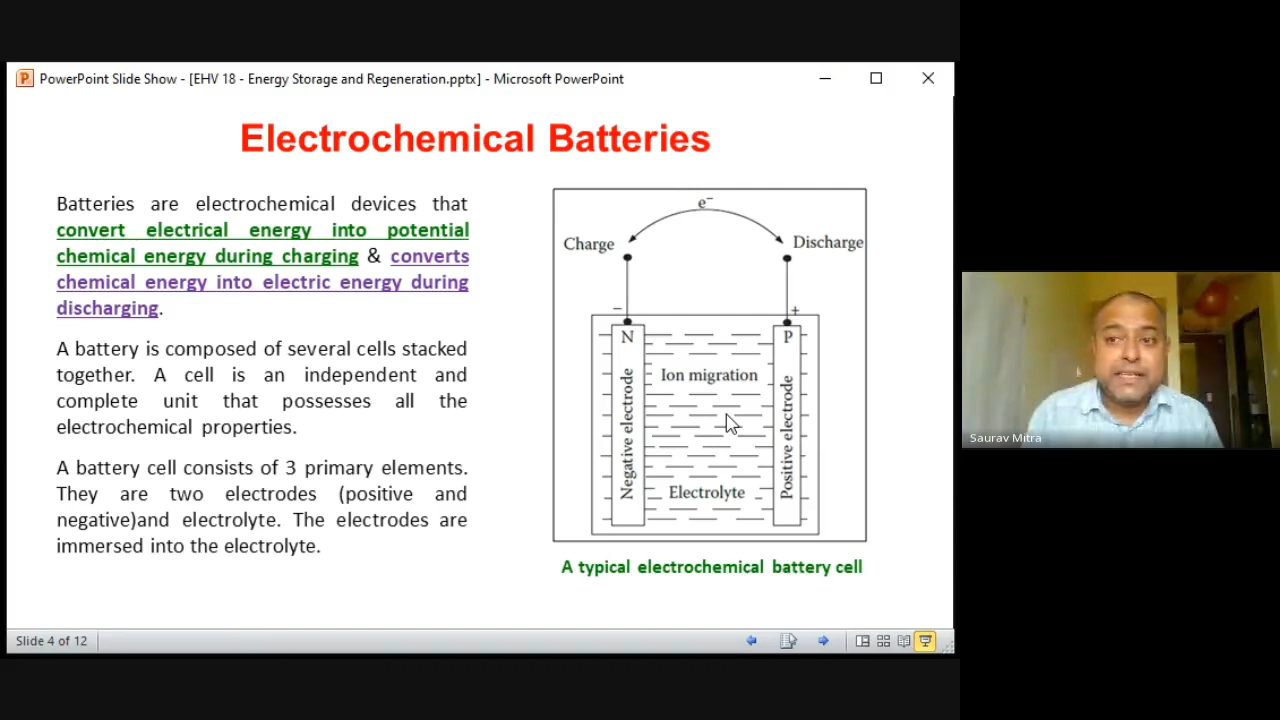 PowerPoint Slide Show - [EHV 18 - Energy Storage and Regeneration.pptx] - Microsoft PowerPoint
Electrochemical Batteries
Batteries are electrochemical devices that
convert electrical energy into potential
chemical energy during charging & converts
chemical energy into electric energy during
discharging.
A battery is composed of several cells stacked
together. A cell is an independent and
complete unit that possesses all the
electrochemical properties.
A battery cell consists of 3 primary elements.
They are two electrodes (positive and
negative)and electrolyte. The electrodes are
immersed into the electrolyte.
e⁻
Charge
Discharge
−
+
N
P
Ion migration
Negative electrode
Positive electrode
Electrolyte
A typical electrochemical battery cell
Saurav Mitra
Slide 4 of 12